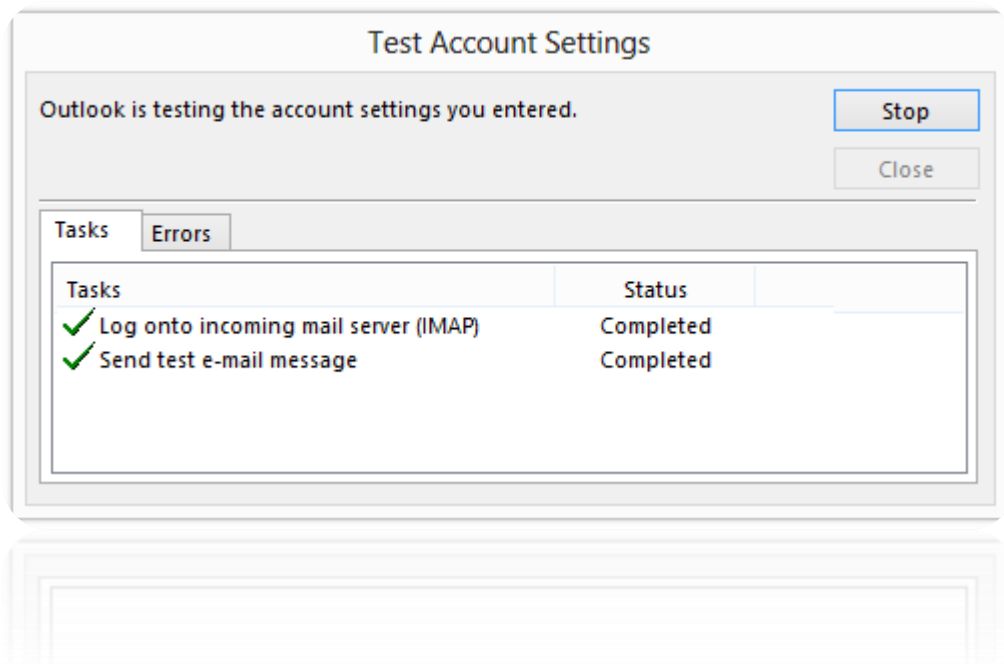 Test Account Settings
Outlook is testing the account settings you entered.
Stop
Close
Tasks Errors
Tasks Status
Log onto incoming mail server (IMAP) Completed
Send test e-mail message Completed